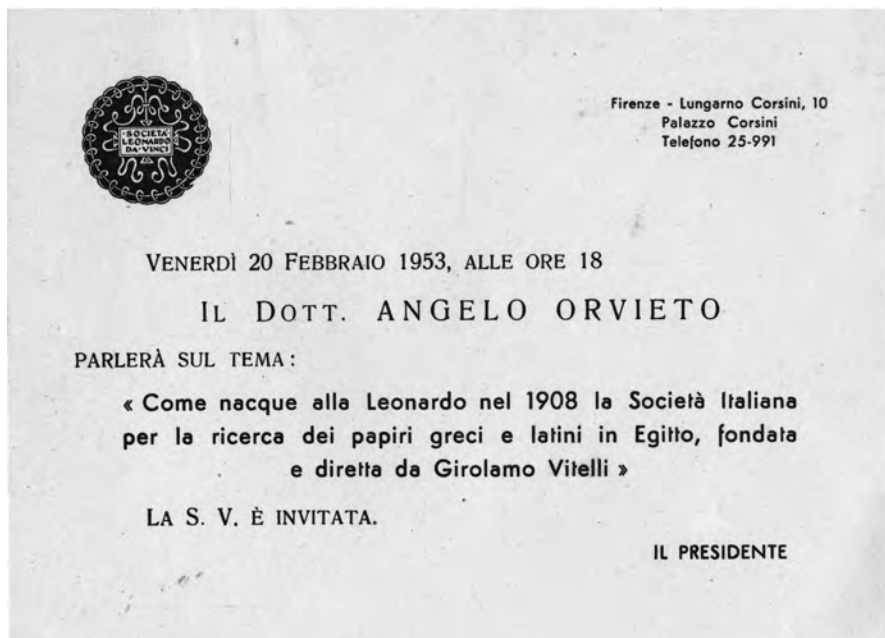 ·SOCIETÀ·
LEONARDO
DA·VINCI
Firenze - Lungarno Corsini, 10
Palazzo Corsini
Telefono 25-991
VENERDÌ 20 FEBBRAIO 1953, ALLE ORE 18
IL DOTT. ANGELO ORVIETO
PARLERÀ SUL TEMA:
« Come nacque alla Leonardo nel 1908 la Società Italiana
per la ricerca dei papiri greci e latini in Egitto, fondata
e diretta da Girolamo Vitelli »
LA S. V. È INVITATA.
IL PRESIDENTE